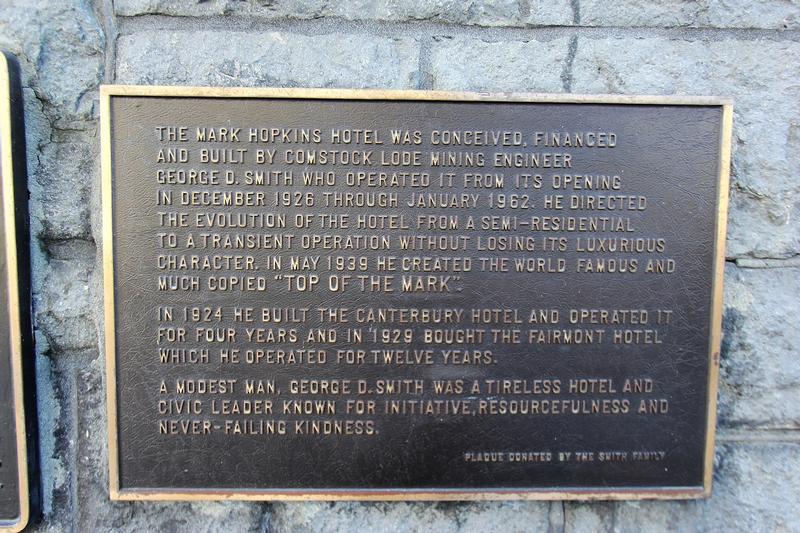 THE MARK HOPKINS HOTEL WAS CONCEIVED, FINANCED
AND BUILT BY COMSTOCK LODE MINING ENGINEER
GEORGE D. SMITH WHO OPERATED IT FROM ITS OPENING
IN DECEMBER 1926 THROUGH JANUARY 1962. HE DIRECTED
THE EVOLUTION OF THE HOTEL FROM A SEMI-RESIDENTIAL
TO A TRANSIENT OPERATION WITHOUT LOSING ITS LUXURIOUS
CHARACTER. IN MAY 1939 HE CREATED THE WORLD FAMOUS AND
MUCH COPIED "TOP OF THE MARK".
IN 1924 HE BUILT THE CANTERBURY HOTEL AND OPERATED IT
FOR FOUR YEARS AND IN 1929 BOUGHT THE FAIRMONT HOTEL
WHICH HE OPERATED FOR TWELVE YEARS.
A MODEST MAN, GEORGE D. SMITH WAS A TIRELESS HOTEL AND
CIVIC LEADER KNOWN FOR INITIATIVE, RESOURCEFULNESS AND
NEVER-FAILING KINDNESS.
PLAQUE DONATED BY THE SMITH FAMILY